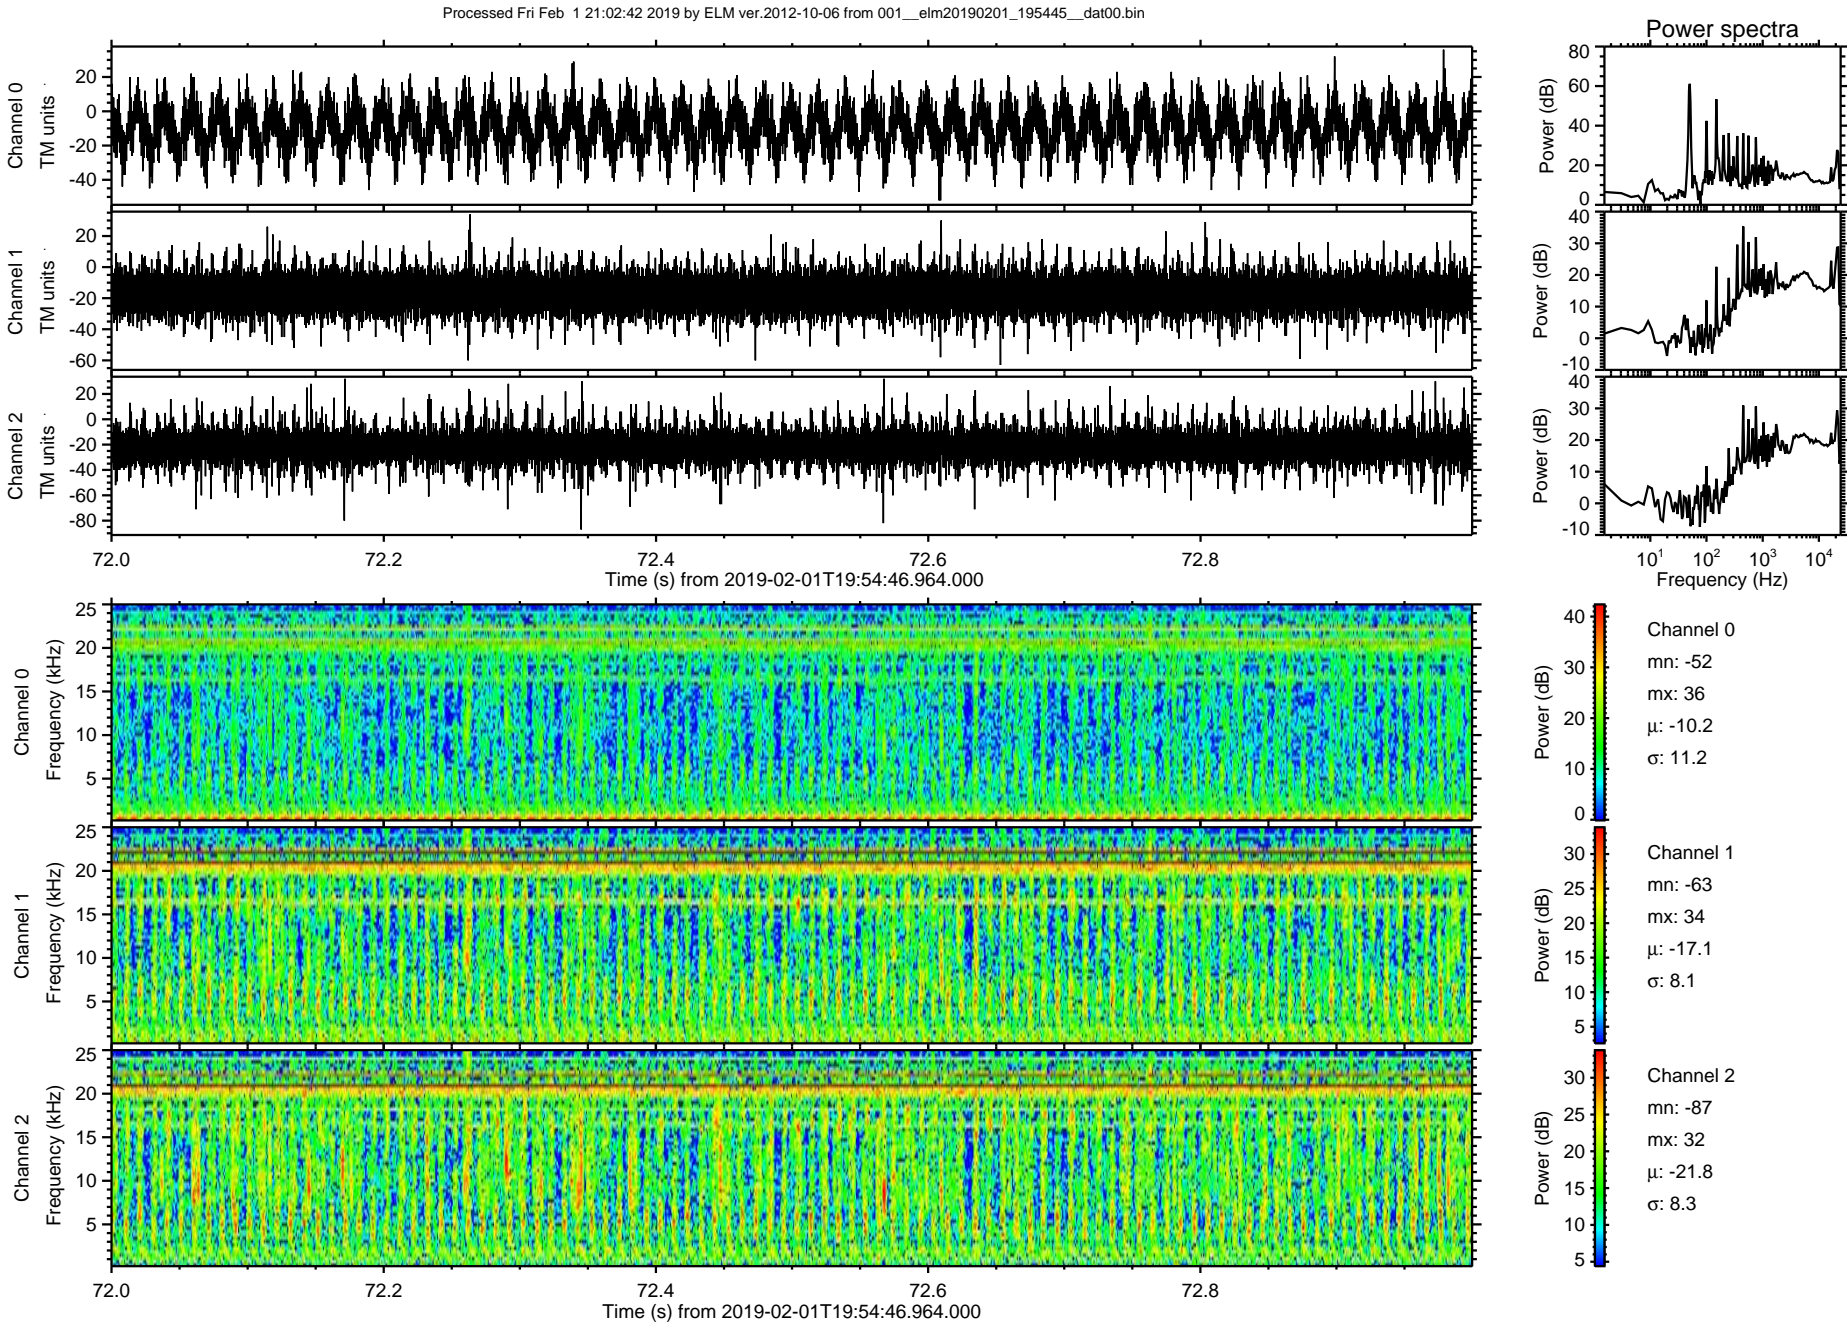 Processed Fri Feb  1 21:02:42 2019 by ELM ver.2012-10-06 from 001__elm20190201_195445__dat00.bin
Power spectra
Channel 0
TM units
20
0
-20
-40
Power (dB)
80
60
40
20
0
Channel 1
TM units
20
0
-20
-40
-60
Power (dB)
40
30
20
10
0
-10
Channel 2
TM units
20
0
-20
-40
-60
-80
Power (dB)
40
30
20
10
0
-10
72.0 72.2 72.4 72.6 72.8
Time (s) from 2019-02-01T19:54:46.964.000
10^1 10^2 10^3 10^4
Frequency (Hz)
Channel 0
Frequency (kHz)
25
20
15
10
5
Power (dB)
40
30
20
10
0
Channel 0
mn: -52
mx: 36
μ: -10.2
σ: 11.2
Channel 1
Frequency (kHz)
25
20
15
10
5
Power (dB)
30
25
20
15
10
5
Channel 1
mn: -63
mx: 34
μ: -17.1
σ: 8.1
Channel 2
Frequency (kHz)
25
20
15
10
5
Power (dB)
30
25
20
15
10
5
Channel 2
mn: -87
mx: 32
μ: -21.8
σ: 8.3
72.0 72.2 72.4 72.6 72.8
Time (s) from 2019-02-01T19:54:46.964.000